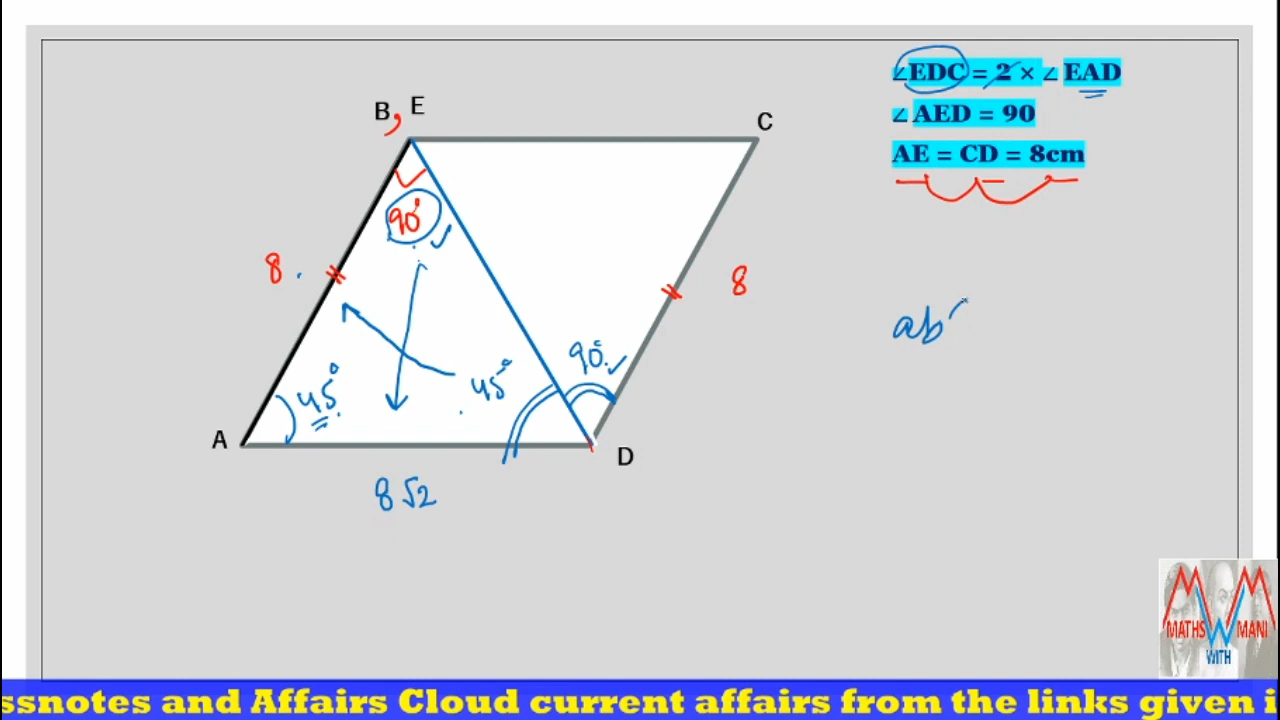 ∠EDC = 2 × ∠ EAD
∠ AED = 90
AE = CD = 8cm
B, E
C
90°
8
8
90°
45°
45°
ab
A
D
8√2
MATHS WITH MANI
ssnotes and Affairs Cloud current affairs from the links given i